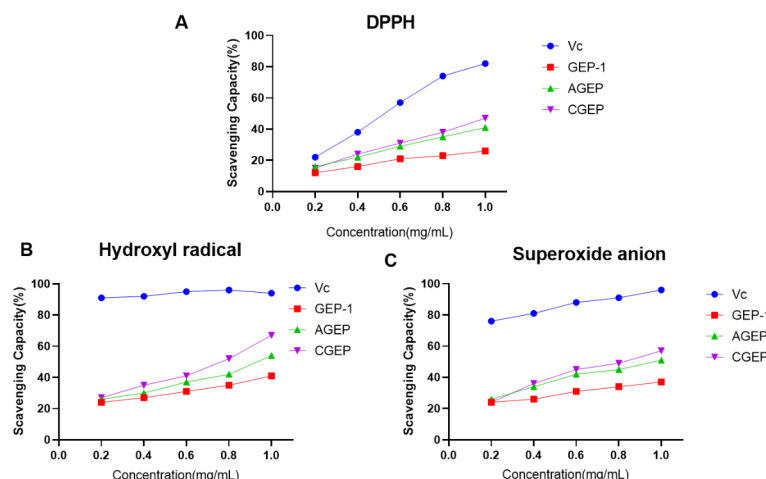 A
DPPH
Scavenging Capacity(%)
100
80
60
40
20
0
0.0 0.2 0.4 0.6 0.8 1.0
Concentration(mg/mL)
Vc
GEP-1
AGEP
CGEP
B
Hydroxyl radical
Scavenging Capacity(%)
100
80
60
40
20
0
0.0 0.2 0.4 0.6 0.8 1.0
Concentration(mg/mL)
Vc
GEP-1
AGEP
CGEP
C
Superoxide anion
Scavenging Capacity(%)
100
80
60
40
20
0
0.0 0.2 0.4 0.6 0.8 1.0
Concentration(mg/mL)
Vc
GEP-1
AGEP
CGEP